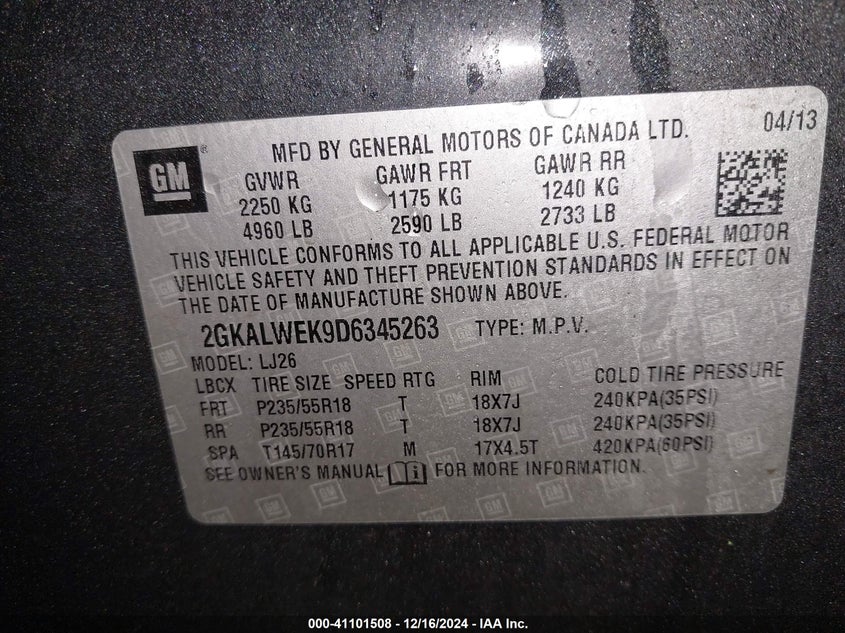 GM
MFD BY GENERAL MOTORS OF CANADA LTD. 04/13
GVWR GAWR FRT GAWR RR
2250 KG 1175 KG 1240 KG
4960 LB 2590 LB 2733 LB
THIS VEHICLE CONFORMS TO ALL APPLICABLE U.S. FEDERAL MOTOR
VEHICLE SAFETY AND THEFT PREVENTION STANDARDS IN EFFECT ON
THE DATE OF MANUFACTURE SHOWN ABOVE.
2GKALWEK9D6345263 TYPE: M.P.V.
MODEL: LJ26
LBCX TIRE SIZE SPEED RTG RIM COLD TIRE PRESSURE
FRT P235/55R18 T 18X7J 240KPA(35PSI)
RR P235/55R18 T 18X7J 240KPA(35PSI)
SPA T145/70R17 M 17X4.5T 420KPA(60PSI)
SEE OWNER'S MANUAL i FOR MORE INFORMATION.
000-41101508 - 12/16/2024 - IAA Inc.